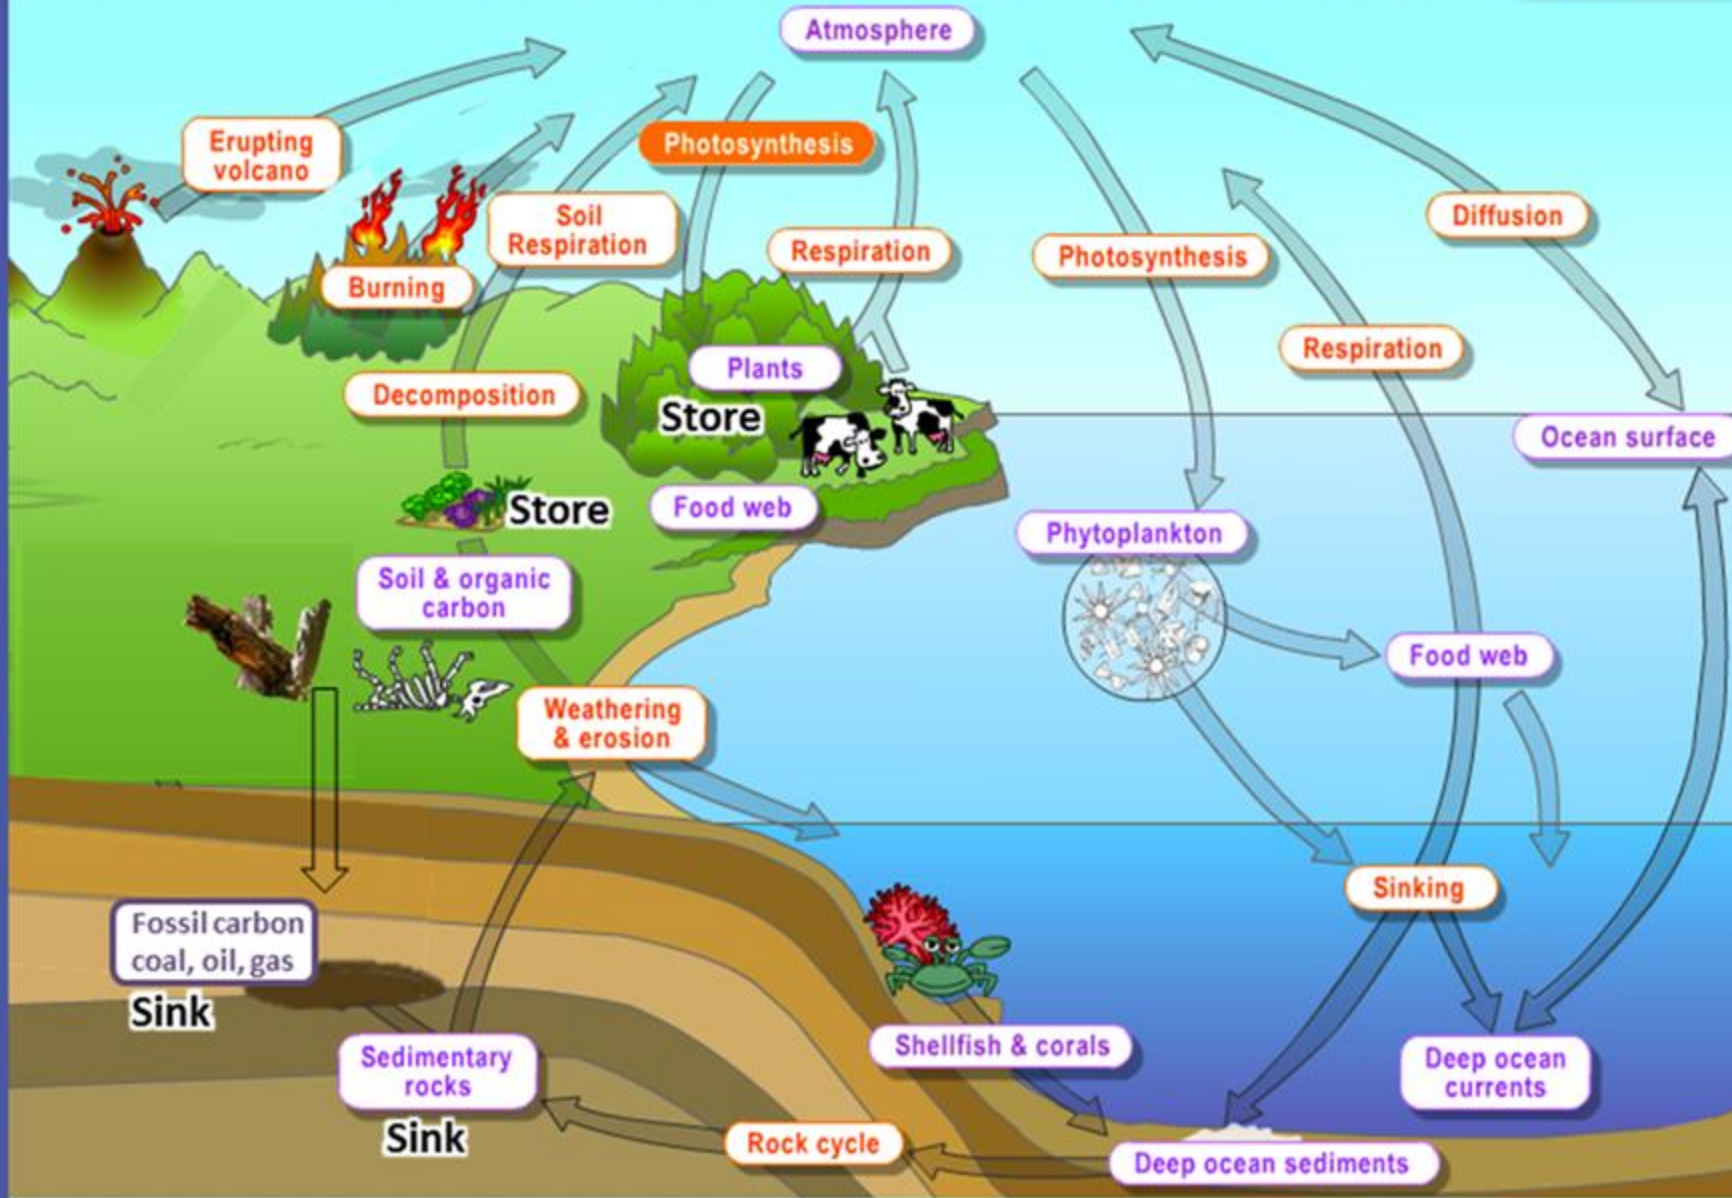 Atmosphere
Erupting
volcano
Photosynthesis
Soil
Respiration
Respiration
Photosynthesis
Diffusion
Burning
Respiration
Plants
Decomposition
Store
Ocean surface
Store
Food web
Phytoplankton
Soil & organic
carbon
Food web
Weathering
& erosion
Sinking
Fossil carbon
coal, oil, gas
Sink
Shellfish & corals
Sedimentary
rocks
Deep ocean
currents
Sink
Rock cycle
Deep ocean sediments